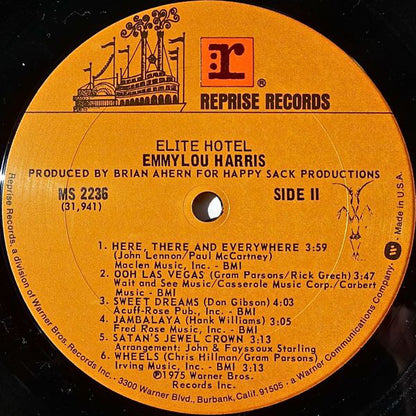 r
®
REPRISE RECORDS
ELITE HOTEL
EMMYLOU HARRIS
PRODUCED BY BRIAN AHERN FOR HAPPY SACK PRODUCTIONS
MS 2236
SIDE II
(31,941)
1. HERE, THERE AND EVERYWHERE 3:59
(John Lennon/Paul McCartney)
Maclen Music, Inc. - BMI
2. OOH LAS VEGAS (Gram Parsons/Rick Grech) 3:47
Wait and See Music/Casserole Music Corp./Carbert
Music - BMI
3. SWEET DREAMS (Don Gibson) 4:03
Acuff-Rose Pub., Inc. - BMI
4. JAMBALAYA (Hank Williams) 3:05
Fred Rose Music, Inc. - BMI
5. SATAN'S JEWEL CROWN 3:13
Arrangement: John & Fayssoux Starling
6. WHEELS (Chris Hillman/Gram Parsons)
Irving Music, Inc. - BMI 3:13
℗1975 Warner Bros.
Records Inc.
Reprise Records, a division of Warner Bros. Records Inc. - 3300 Warner Blvd., Burbank, Calif. 91505 - a Warner Communications Company - Made in U.S.A.